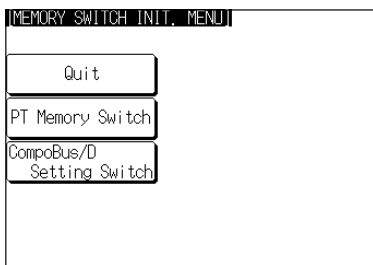 [MEMORY SWITCH INIT. MENU]
Quit
PT Memory Switch
CompoBus/D
Setting Switch